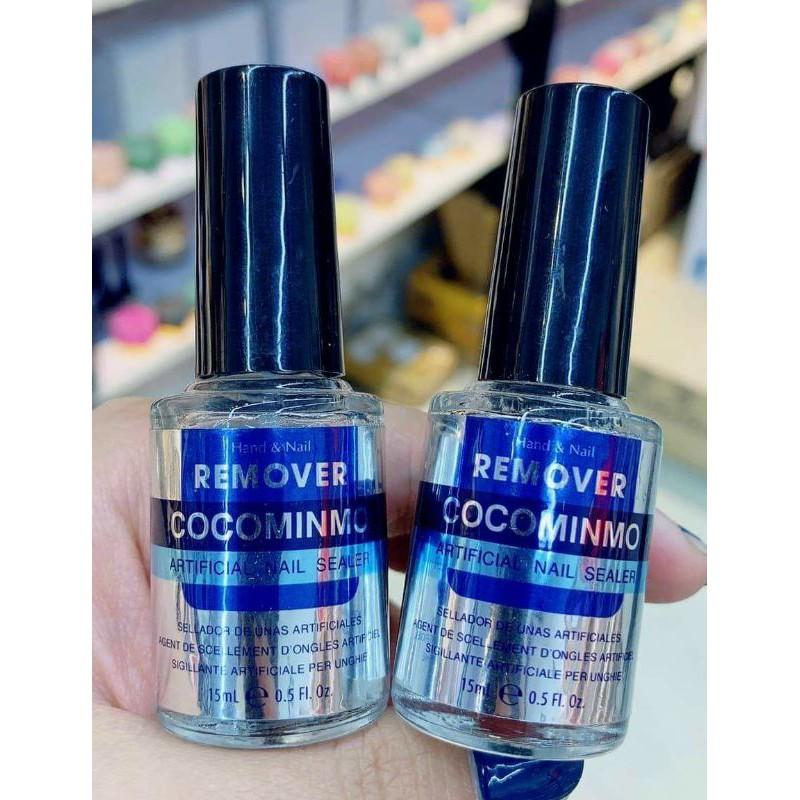 Hand & Nail
REMOVER
COCOMINMO
ARTIFICIAL NAIL SEALER
SELLADOR DE UNAS ARTIFICIALES
AGENT DE SCELLEMENT D'ONGLES ARTIFICIEL
SIGILLANTE ARTIFICIALE PER UNGHIE
15mL e 0.5 Fl. Oz.
Hand & Nail
REMOVER
COCOMINMO
ARTIFICIAL NAIL SEALER
SELLADOR DE UNAS ARTIFICIALES
AGENT DE SCELLEMENT D'ONGLES ARTIFICIEL
SIGILLANTE ARTIFICIALE PER UNGHIE
15mL e 0.5 Fl. Oz.